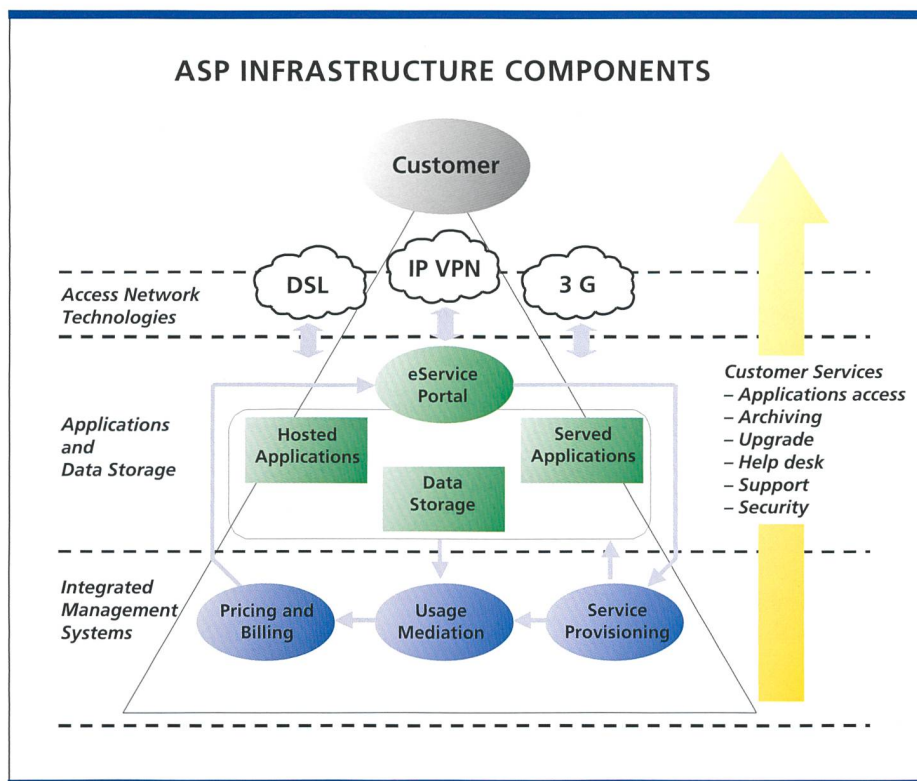 ASP INFRASTRUCTURE COMPONENTS
Customer
DSL
IP VPN
3 G
Access Network
Technologies
eService
Portal
Applications
and
Data Storage
Hosted
Applications
Served
Applications
Data
Storage
Customer Services
– Applications access
– Archiving
– Upgrade
– Help desk
– Support
– Security
Integrated
Management
Systems
Pricing and
Billing
Usage
Mediation
Service
Provisioning